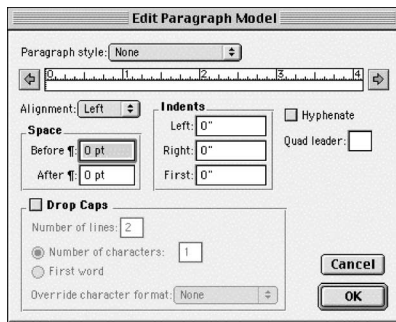 Edit Paragraph Model
Paragraph style: None
0 1 2 3 4
Alignment: Left
Space
Before ¶: 0 pt
After ¶: 0 pt
Indents
Left: 0"
Right: 0"
First: 0"
Hyphenate
Quad leader:
Drop Caps
Number of lines: 2
Number of characters: 1
First word
Override character format: None
Cancel
OK